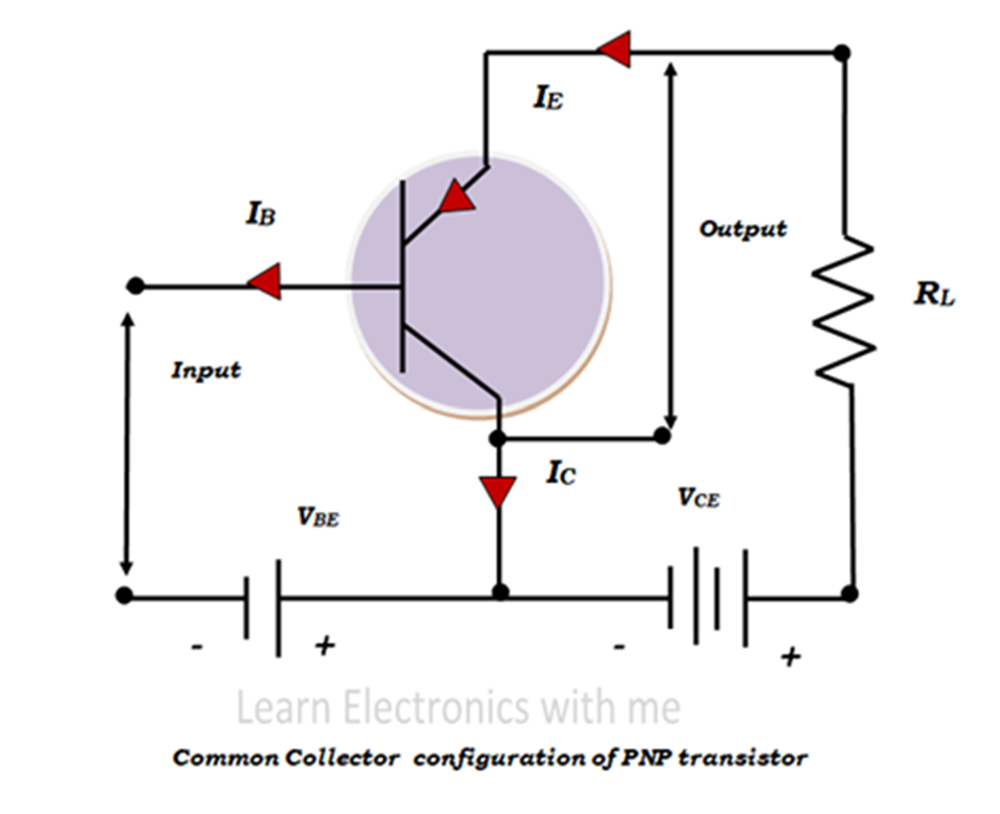 IE
IB
Output
RL
Input
IC
VCE
VBE
- +
- +
Learn Electronics with me
Common Collector configuration of PNP transistor